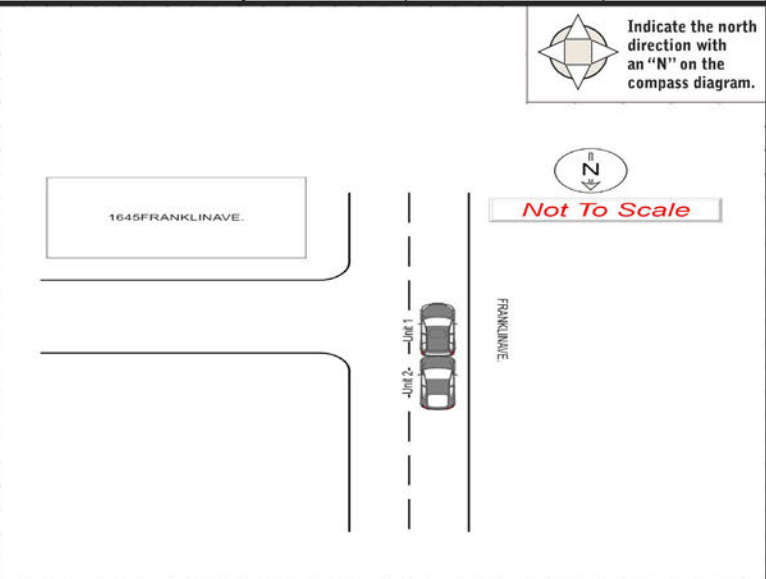 Indicate the north
direction with
an “N” on the
compass diagram.
N
Not To Scale
1645FRANKLINAVE.
FRANKLINAVE.
Unit 1
Unit 2